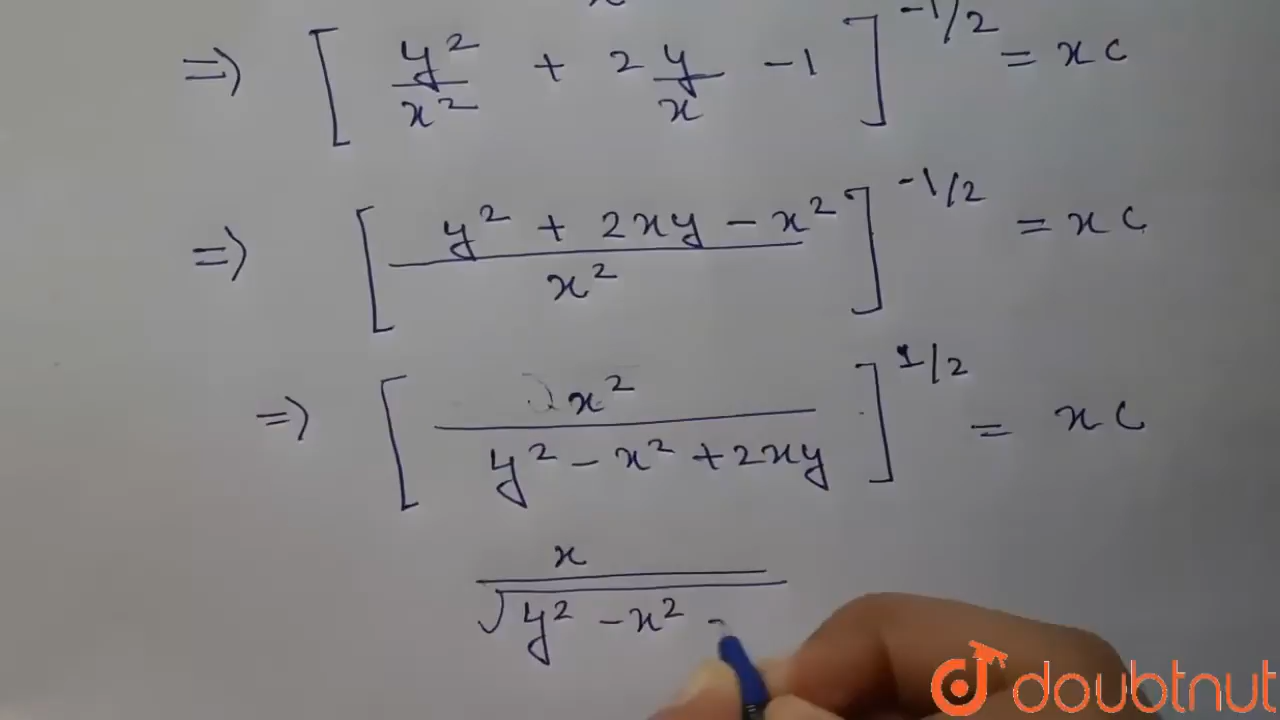 x
=> [ y²/x² + 2 y/x - 1 ]^-1/2 = xc
=> [ (y² + 2xy - x²)/x² ]^-1/2 = xc
=> [ x²/(y² - x² + 2xy) ]^1/2 = xc
x/√(y² - x² -
doubtnut